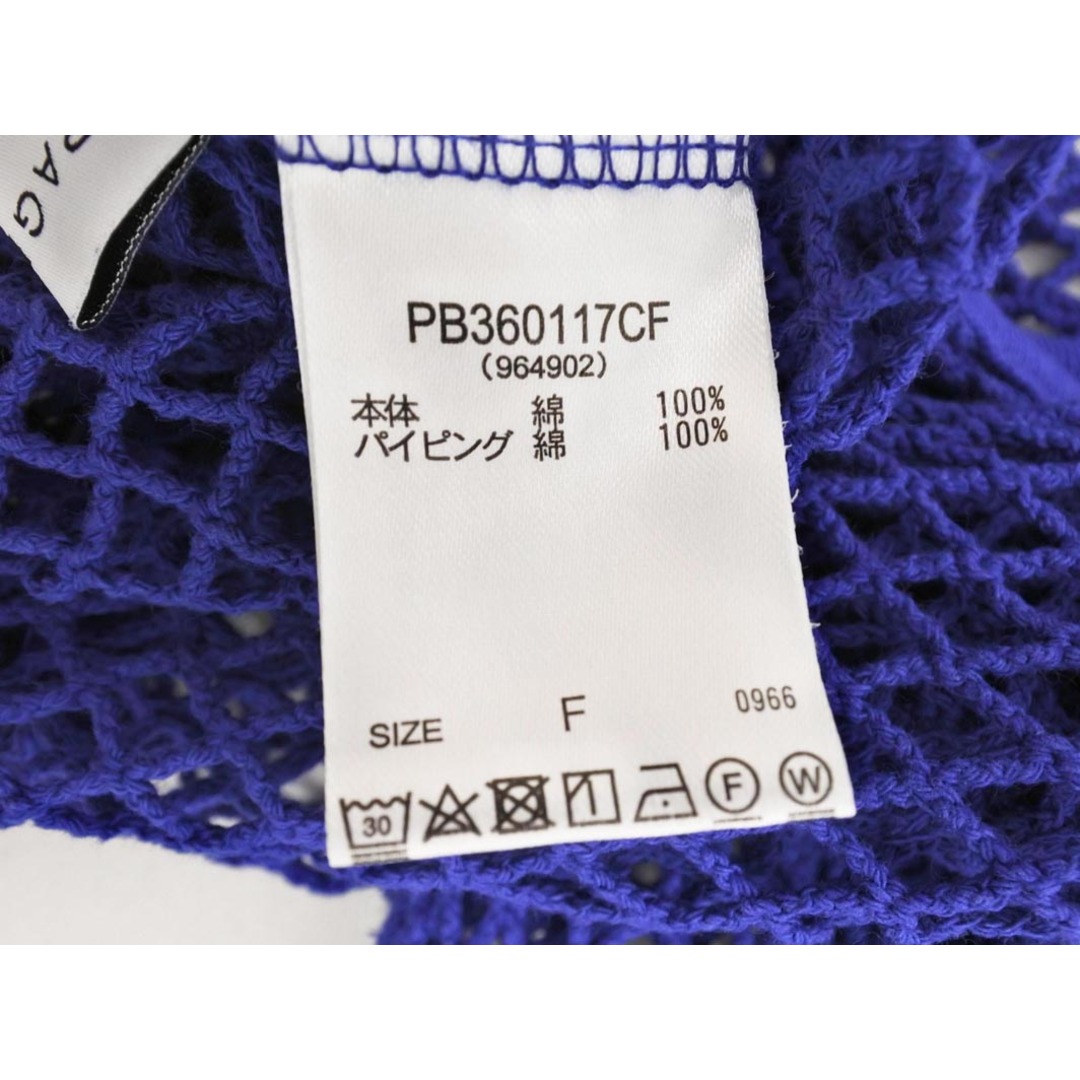 PB360117CF
(964902)
本体 綿 100%
パイピング 綿 100%
SIZE F 0966
30 F W